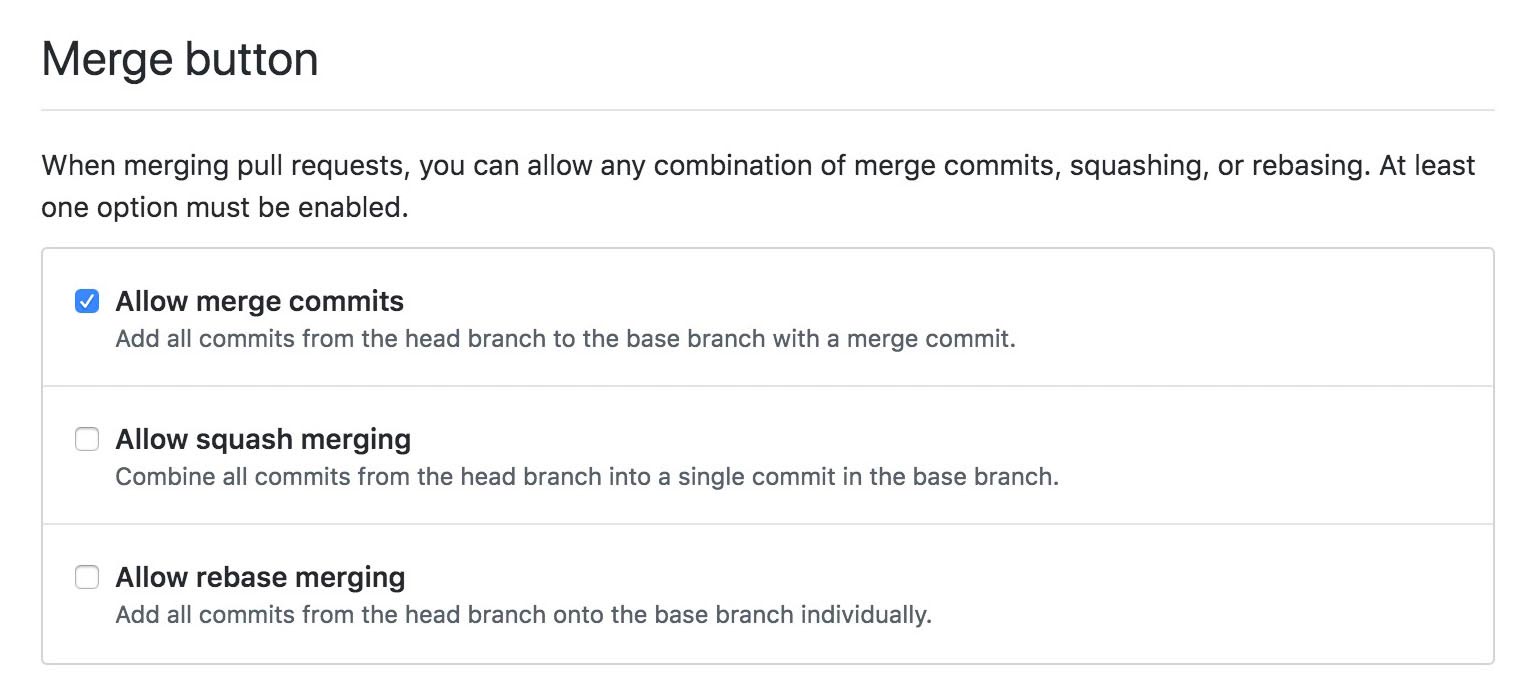 Merge button
When merging pull requests, you can allow any combination of merge commits, squashing, or rebasing. At least
one option must be enabled.
Allow merge commits
Add all commits from the head branch to the base branch with a merge commit.
Allow squash merging
Combine all commits from the head branch into a single commit in the base branch.
Allow rebase merging
Add all commits from the head branch onto the base branch individually.